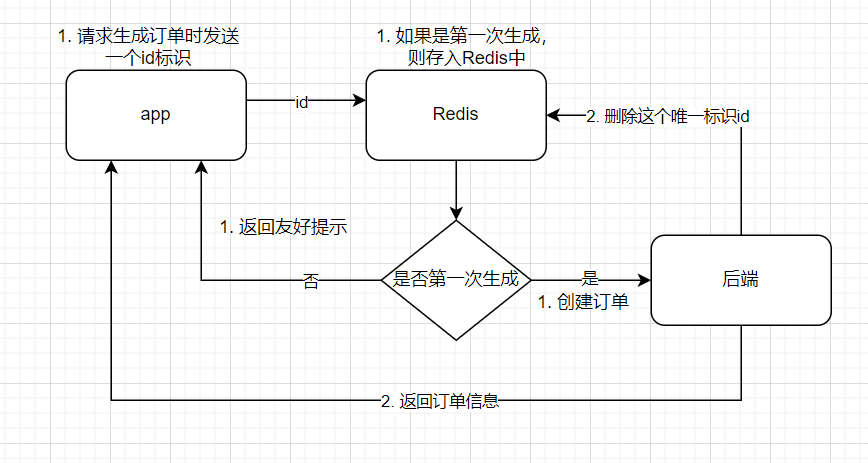 1. 请求生成订单时发送
一个id标识
1. 如果是第一次生成，
则存入Redis中
app
id
Redis
2. 删除这个唯一标识id
1. 返回友好提示
是否第一次生成
否
是
1. 创建订单
后端
2. 返回订单信息